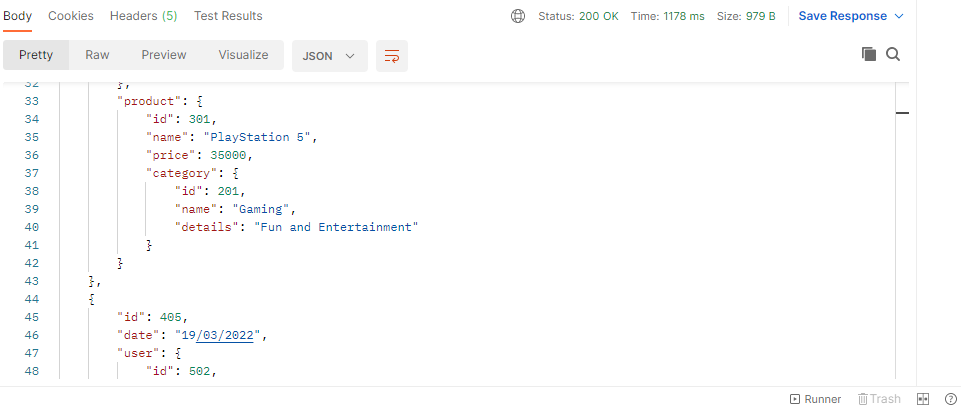 Body Cookies Headers (5) Test Results Status: 200 OK Time: 1178 ms Size: 979 B Save Response
Pretty Raw Preview Visualize JSON
32 },
33 "product": {
34 "id": 301,
35 "name": "PlayStation 5",
36 "price": 35000,
37 "category": {
38 "id": 201,
39 "name": "Gaming",
40 "details": "Fun and Entertainment"
41 }
42 }
43 },
44 {
45 "id": 405,
46 "date": "19/03/2022",
47 "user": {
48 "id": 502,
Runner Trash